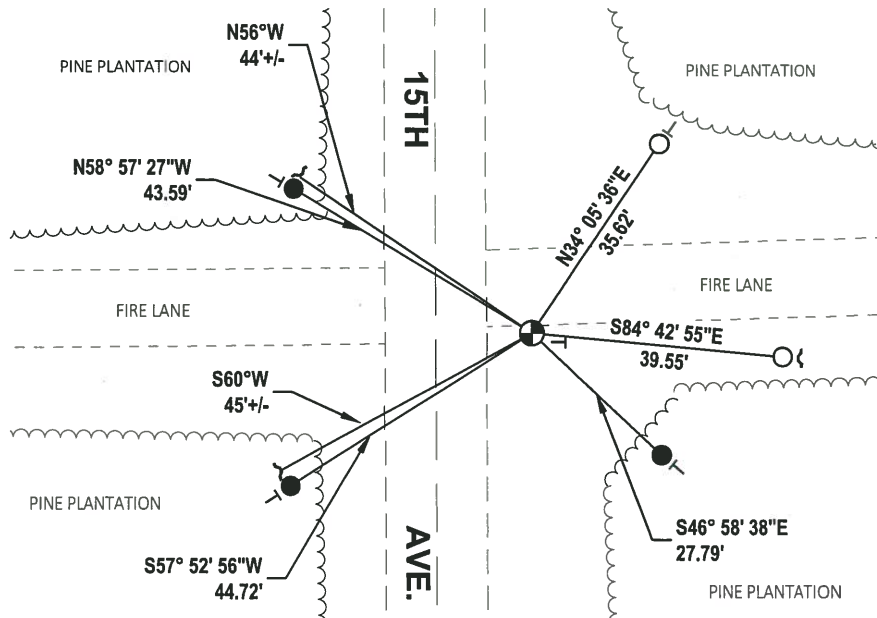 N56°W
44'+/-
PINE PLANTATION
PINE PLANTATION
15TH
N58° 57' 27"W
43.59'
N34° 05' 36"E
35.62'
FIRE LANE
FIRE LANE
S84° 42' 55"E
39.55'
S60°W
45'+/-
PINE PLANTATION
S46° 58' 38"E
27.79'
AVE.
S57° 52' 56"W
44.72'
PINE PLANTATION